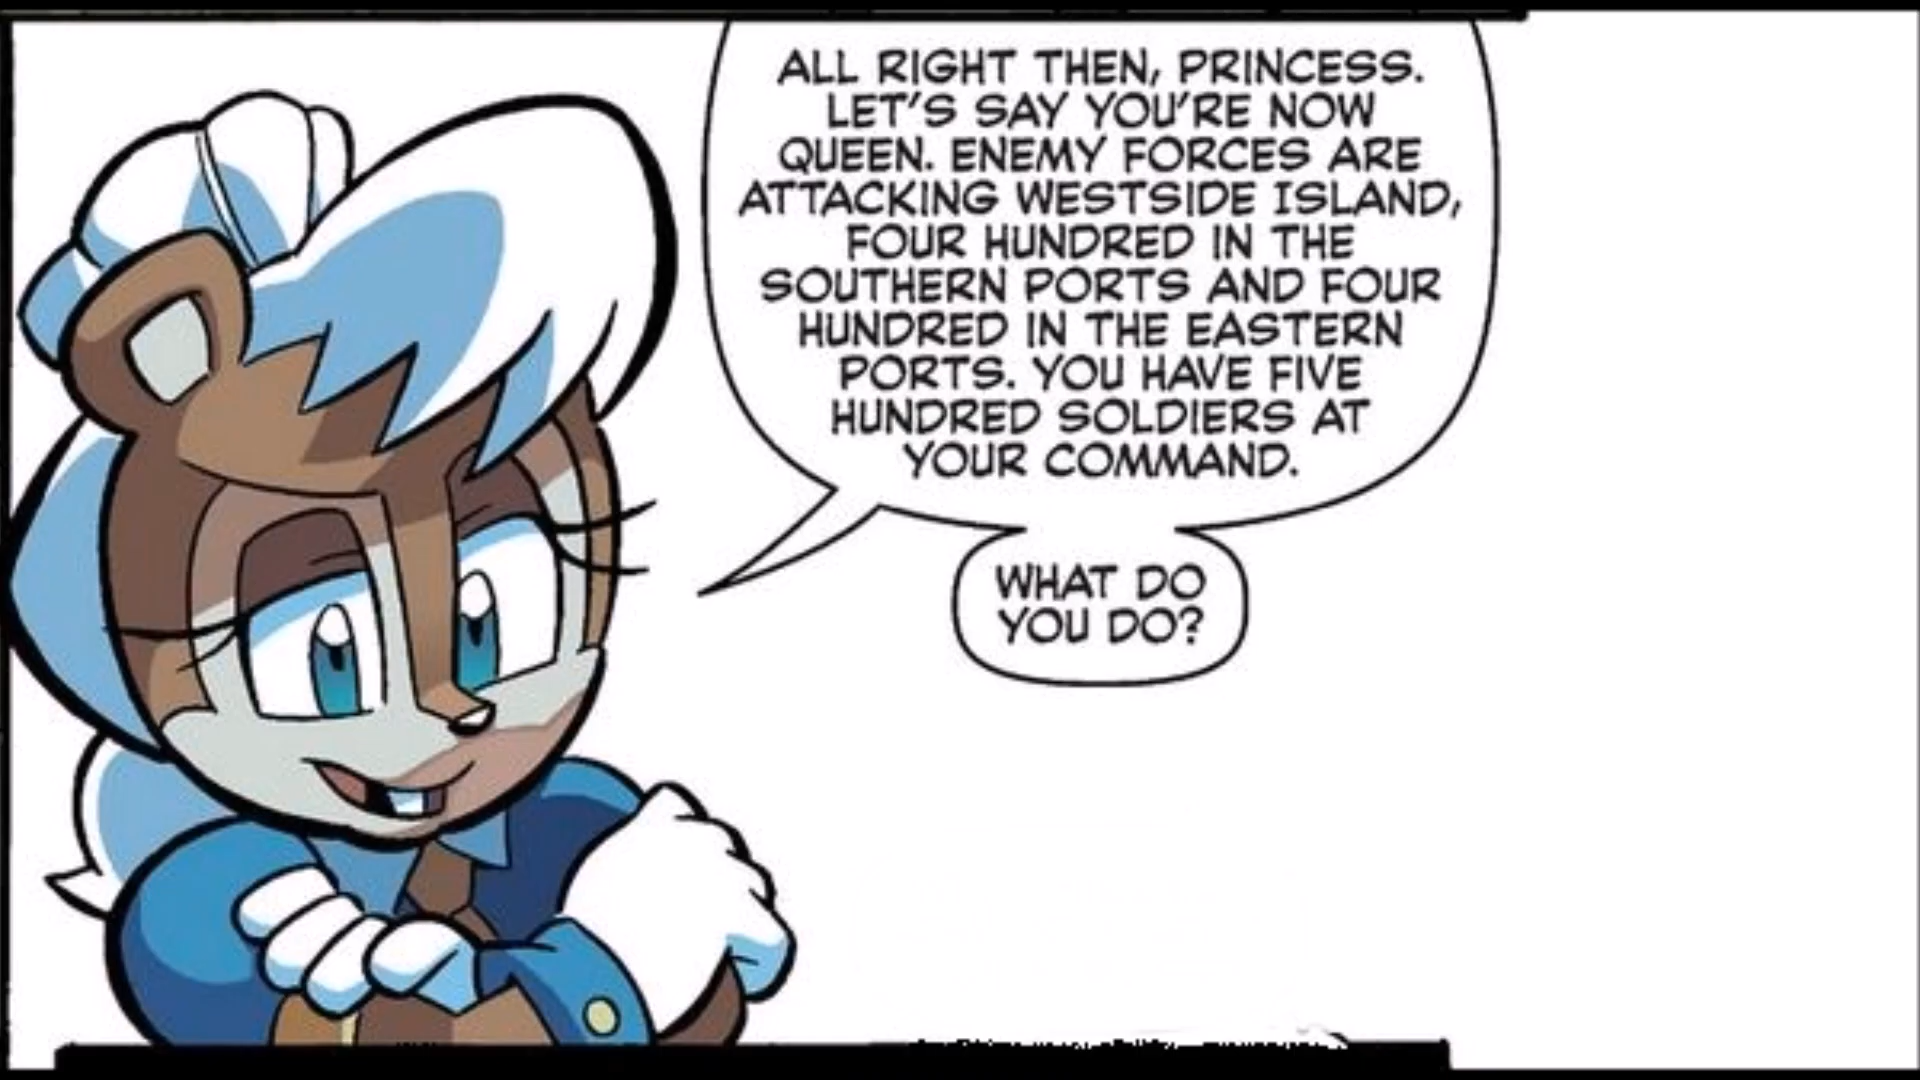 ALL RIGHT THEN, PRINCESS.
LET'S SAY YOU'RE NOW
QUEEN. ENEMY FORCES ARE
ATTACKING WESTSIDE ISLAND,
FOUR HUNDRED IN THE
SOUTHERN PORTS AND FOUR
HUNDRED IN THE EASTERN
PORTS. YOU HAVE FIVE
HUNDRED SOLDIERS AT
YOUR COMMAND.
WHAT DO
YOU DO?